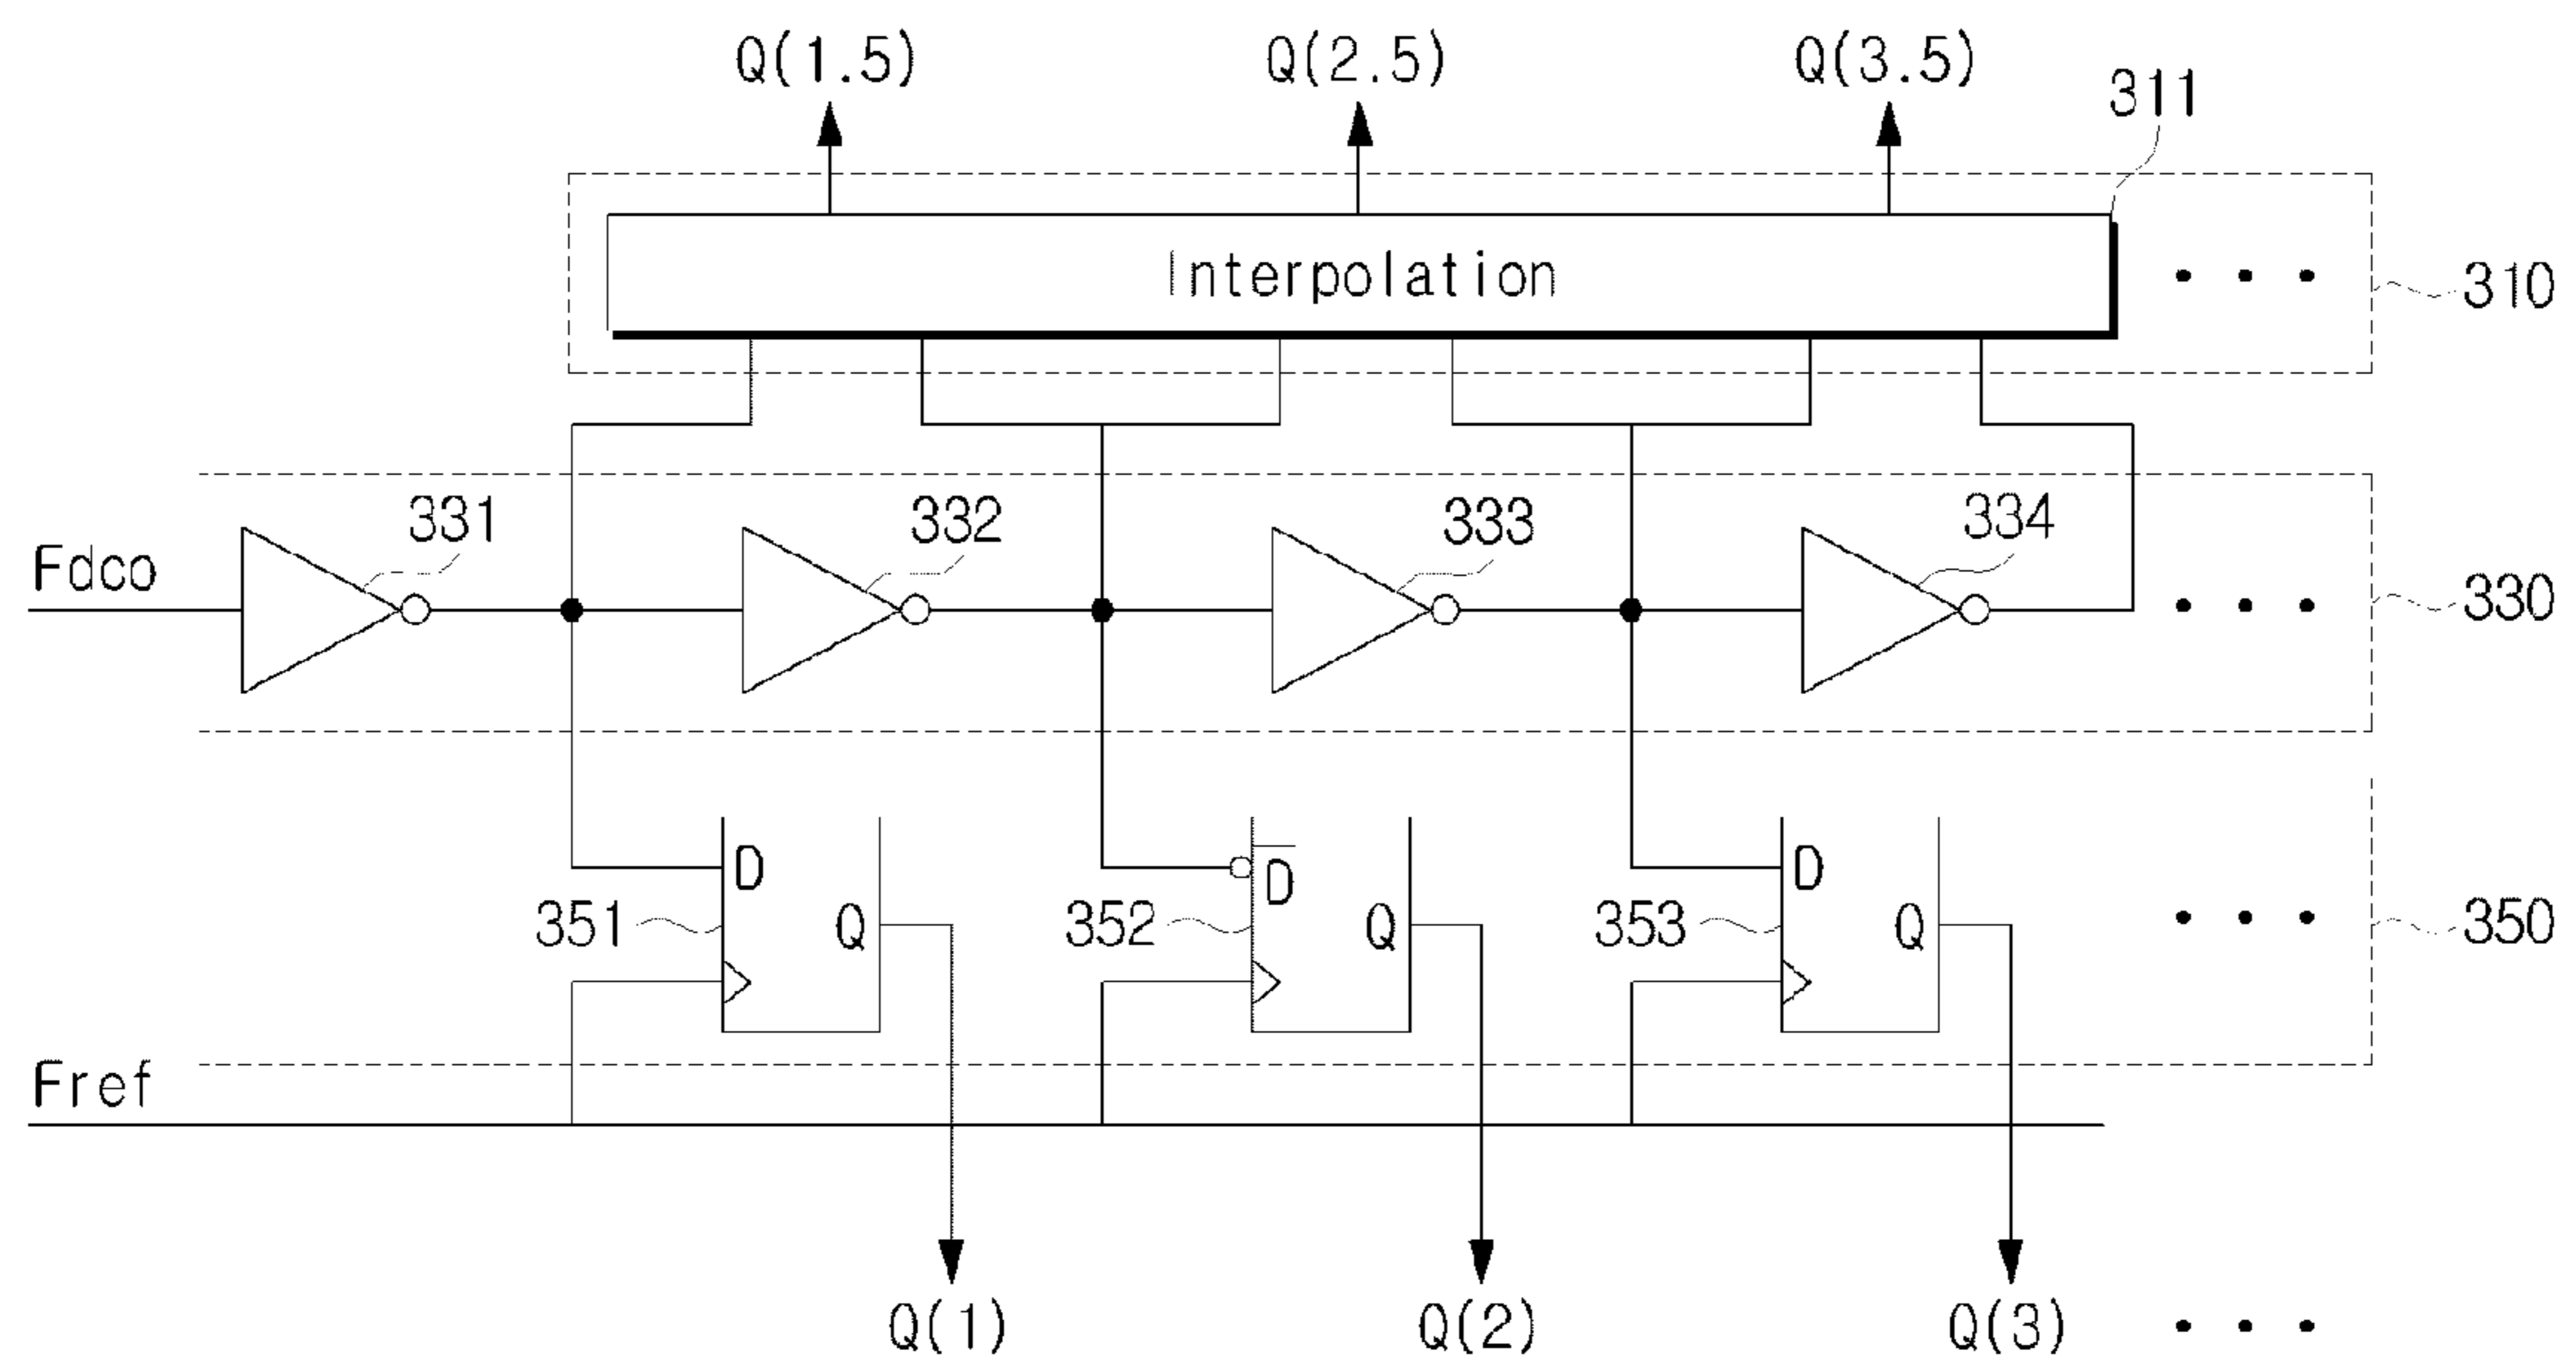 Q(1.5) Q(2.5) Q(3.5)
311
Interpolation
310
331 332 333 334
Fdco
330
D D̅ D
351 Q 352 Q 353 Q
350
Fref
Q(1) Q(2) Q(3)